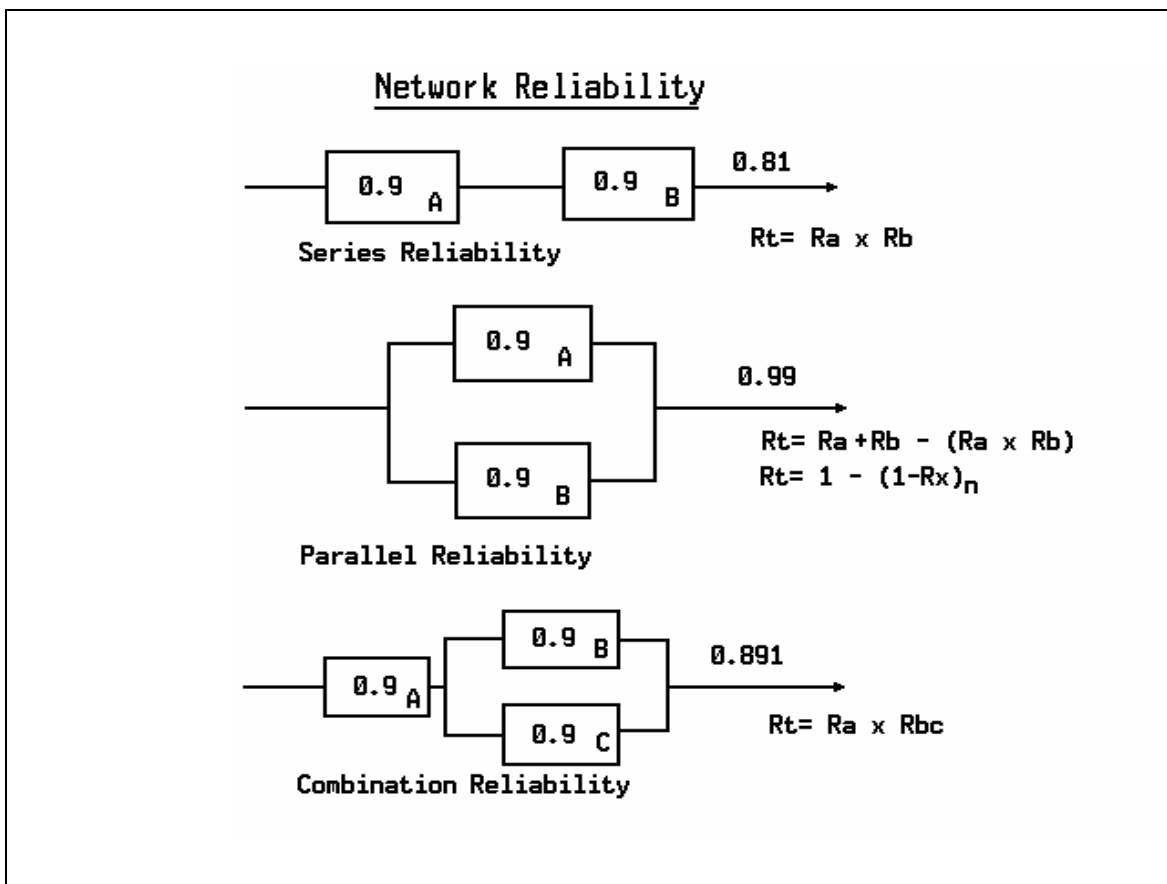 Network Reliability
0.9 A
0.9 B
0.81
Rt= Ra x Rb
Series Reliability
0.9 A
0.99
Rt= Ra +Rb - (Ra x Rb)
0.9 B
Rt= 1 - (1-Rx)n
Parallel Reliability
0.9 B
0.891
0.9 A
Rt= Ra x Rbc
0.9 C
Combination Reliability